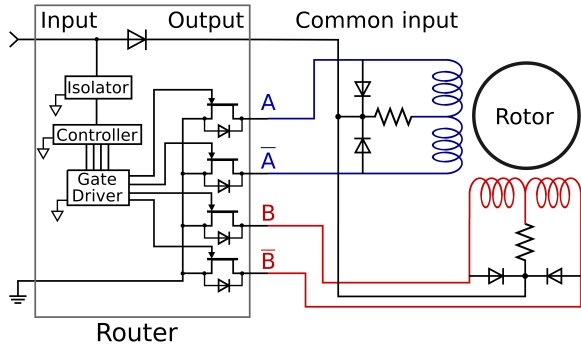 Input
Output
Common input
Isolator
Controller
Gate
Driver
A
A̅
B
B̅
Rotor
Router